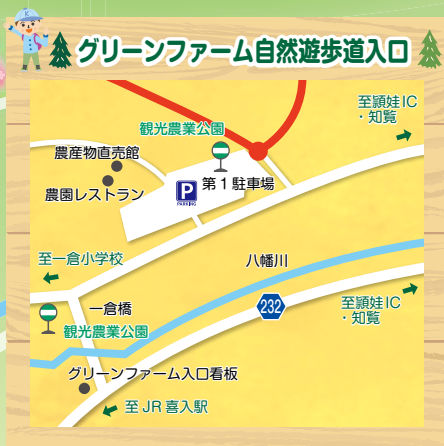 グリーンファーム自然遊歩道入口
至頴娃IC
・知覧
観光農業公園
農産物直売館
農園レストラン
P
PARKING
第1駐車場
至一倉小学校
八幡川
一倉橋
232
至頴娃IC
・知覧
観光農業公園
グリーンファーム入口看板
至JR喜入駅